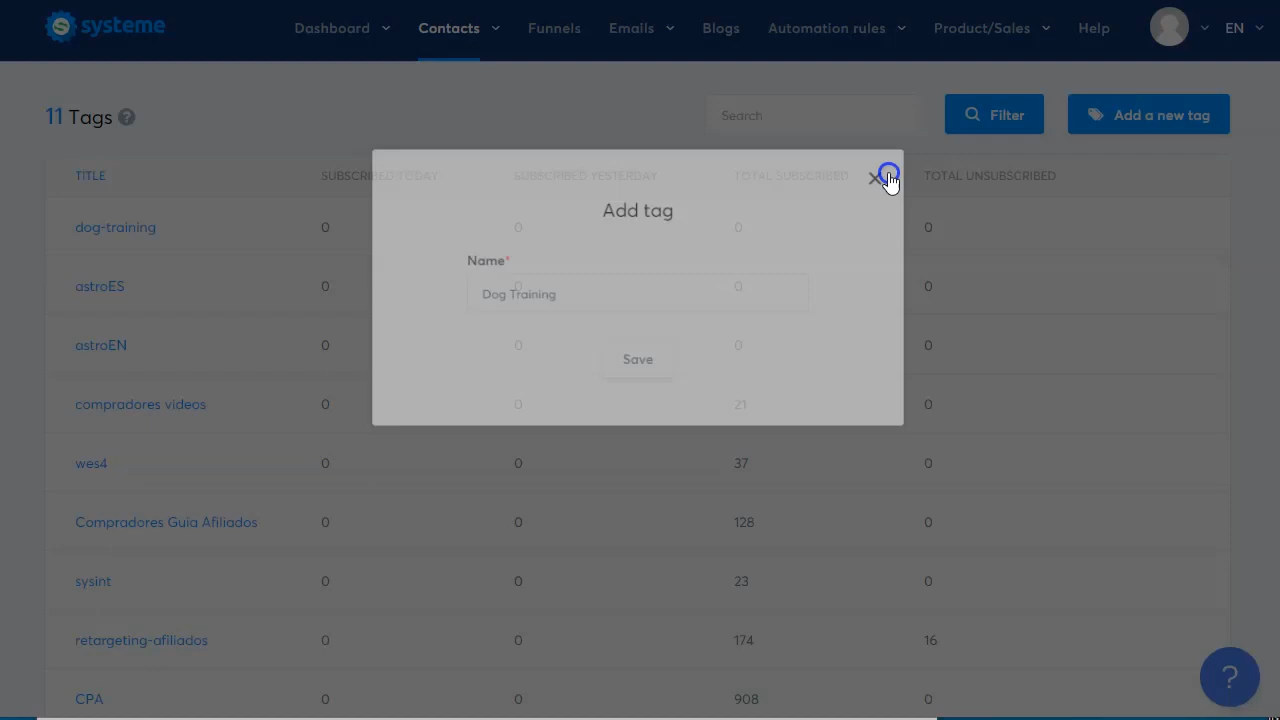 systeme
Dashboard Contacts Funnels Emails Blogs Automation rules Product/Sales Help EN
11 Tags ?
Search Filter Add a new tag
TITLE SUBSCRIBED TODAY SUBSCRIBED YESTERDAY TOTAL SUBSCRIBED TOTAL UNSUBSCRIBED
Add tag
dog-training 0 0 0 0
Name*
astroES 0 0 0 0
Dog Training
astroEN 0 0 0 0
Save
compradores videos 0 0 21 0
wes4 0 0 37 0
Compradores Guia Afiliados 0 0 128 0
sysint 0 0 23 0
retargeting-afiliados 0 0 174 16
CPA 0 0 908 0
?